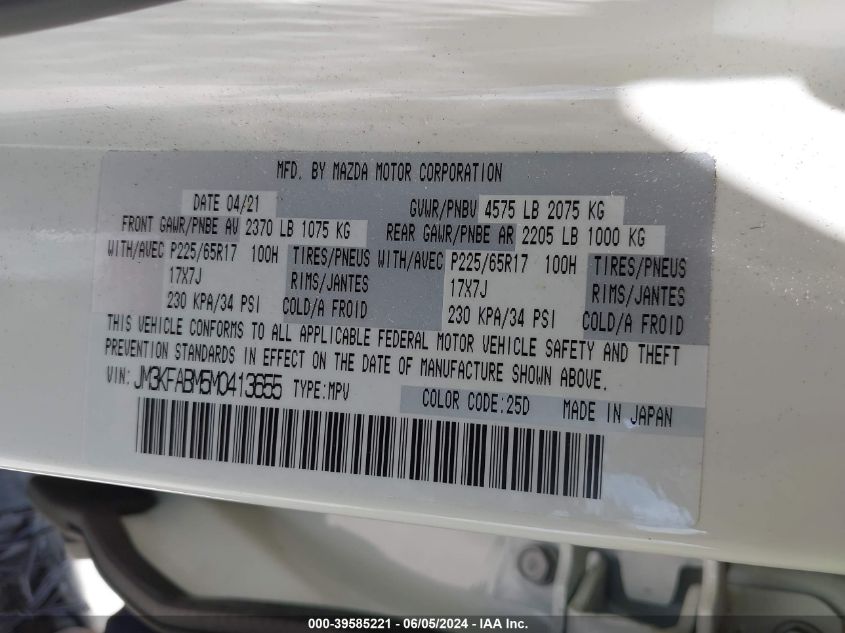 MFD. BY MAZDA MOTOR CORPORATION
DATE 04/21 GVWR/PNBV 4575 LB 2075 KG
FRONT GAWR/PNBE AV 2370 LB 1075 KG REAR GAWR/PNBE AR 2205 LB 1000 KG
WITH/AVEC P225/65R17 100H TIRES/PNEUS WITH/AVEC P225/65R17 100H TIRES/PNEUS
17X7J RIMS/JANTES 17X7J RIMS/JANTES
230 KPA/34 PSI COLD/A FROID 230 KPA/34 PSI COLD/A FROID
THIS VEHICLE CONFORMS TO ALL APPLICABLE FEDERAL MOTOR VEHICLE SAFETY AND THEFT
PREVENTION STANDARDS IN EFFECT ON THE DATE OF MANUFACTURE SHOWN ABOVE.
VIN: JM3KFABM5M0413655 TYPE:MPV COLOR CODE:25D MADE IN JAPAN
000-39585221 - 06/05/2024 - IAA Inc.